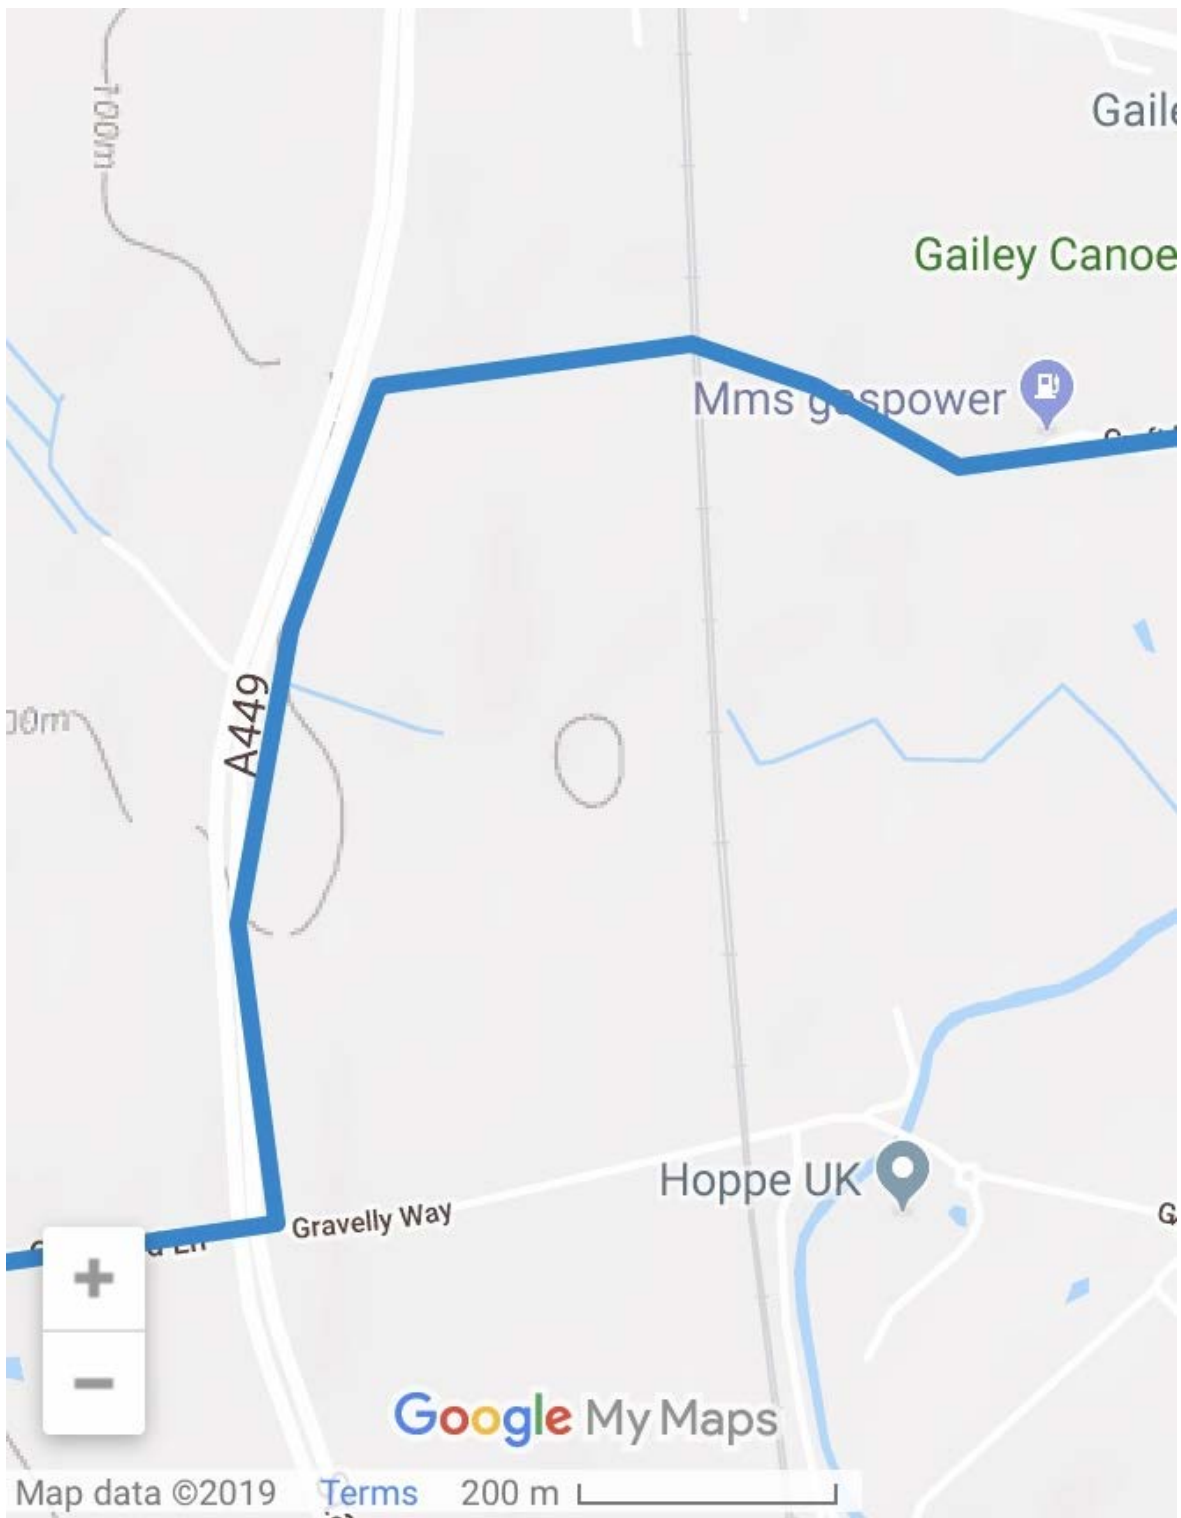 100m
Gaile
Gailey Canoe
Mms gaspower
A449
00m
Hoppe UK
Gravelly Way
G
+
−
Google My Maps
Map data ©2019 Terms 200 m